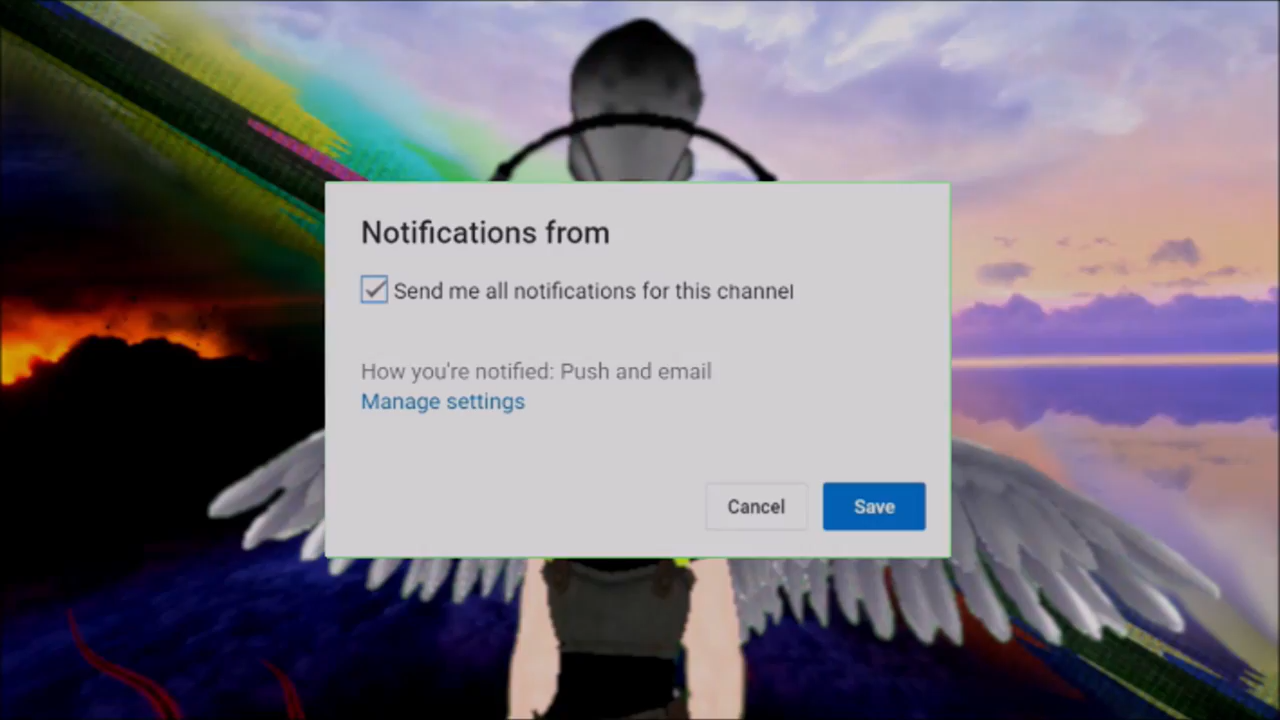 Notifications from
Send me all notifications for this channel
How you're notified: Push and email
Manage settings
Cancel
Save